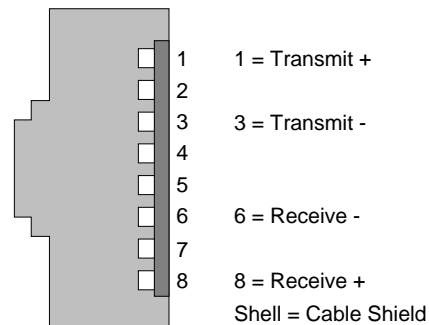 1 1 = Transmit +
2
3 3 = Transmit -
4
5
6 6 = Receive -
7
8 8 = Receive +
Shell = Cable Shield